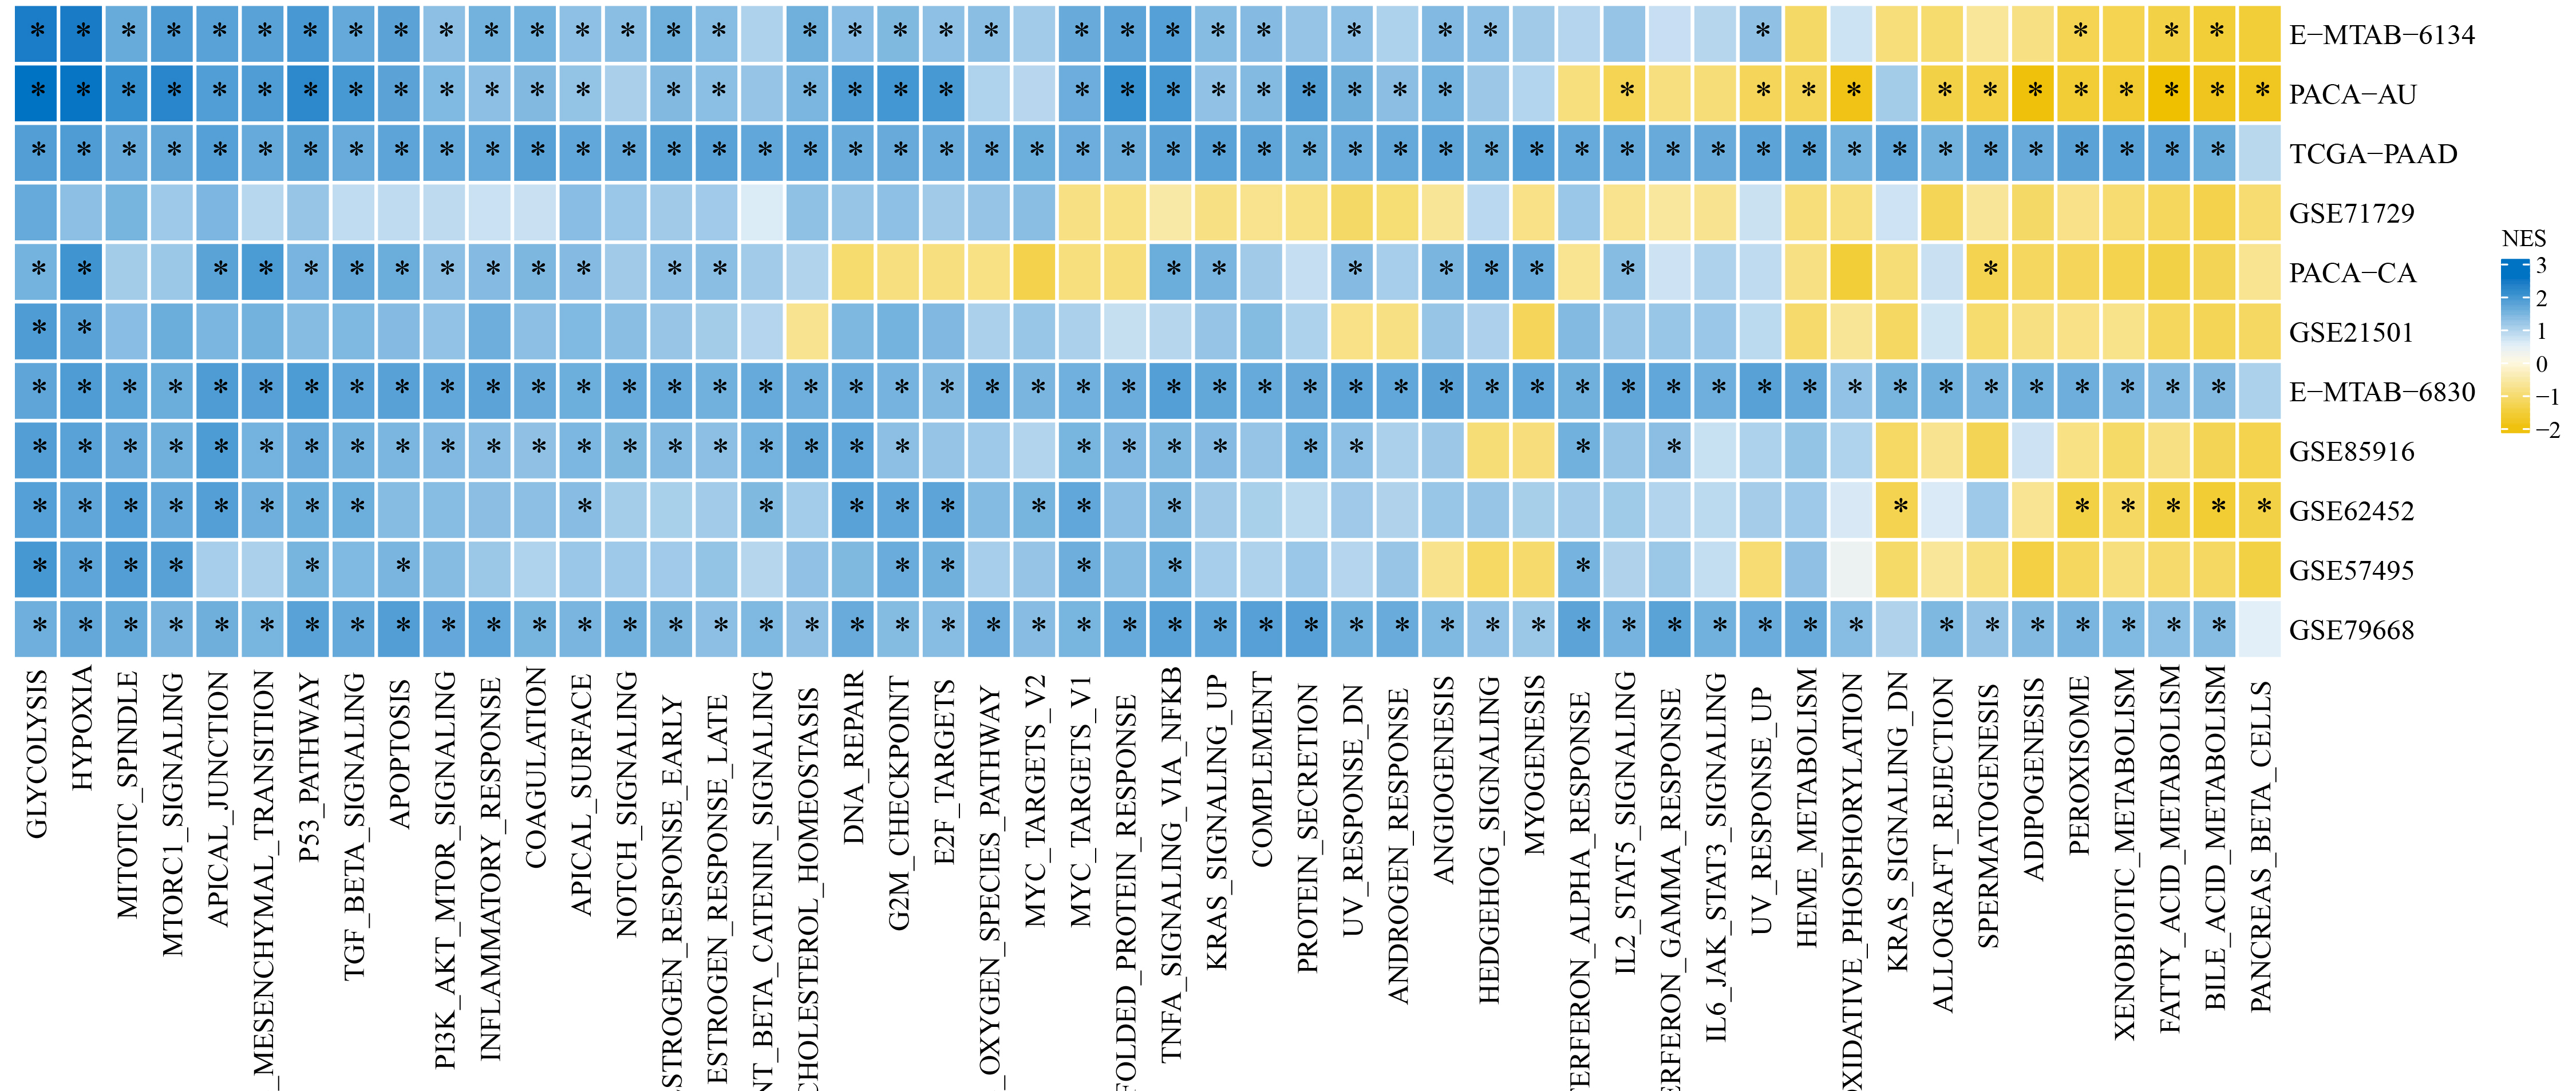 E−MTAB−6134
PACA−AU
TCGA−PAAD
GSE71729
PACA−CA
GSE21501
E−MTAB−6830
GSE85916
GSE62452
GSE57495
GSE79668
NES
3
2
1
0
−1
−2
GLYCOLYSIS
HYPOXIA
MITOTIC_SPINDLE
MTORC1_SIGNALING
APICAL_JUNCTION
_MESENCHYMAL_TRANSITION
P53_PATHWAY
TGF_BETA_SIGNALING
APOPTOSIS
PI3K_AKT_MTOR_SIGNALING
INFLAMMATORY_RESPONSE
COAGULATION
APICAL_SURFACE
NOTCH_SIGNALING
STROGEN_RESPONSE_EARLY
ESTROGEN_RESPONSE_LATE
NT_BETA_CATENIN_SIGNALING
CHOLESTEROL_HOMEOSTASIS
DNA_REPAIR
G2M_CHECKPOINT
E2F_TARGETS
_OXYGEN_SPECIES_PATHWAY
MYC_TARGETS_V2
MYC_TARGETS_V1
FOLDED_PROTEIN_RESPONSE
TNFA_SIGNALING_VIA_NFKB
KRAS_SIGNALING_UP
COMPLEMENT
PROTEIN_SECRETION
UV_RESPONSE_DN
ANDROGEN_RESPONSE
ANGIOGENESIS
HEDGEHOG_SIGNALING
MYOGENESIS
TERFERON_ALPHA_RESPONSE
IL2_STAT5_SIGNALING
ERFERON_GAMMA_RESPONSE
IL6_JAK_STAT3_SIGNALING
UV_RESPONSE_UP
HEME_METABOLISM
OXIDATIVE_PHOSPHORYLATION
KRAS_SIGNALING_DN
ALLOGRAFT_REJECTION
SPERMATOGENESIS
ADIPOGENESIS
PEROXISOME
XENOBIOTIC_METABOLISM
FATTY_ACID_METABOLISM
BILE_ACID_METABOLISM
PANCREAS_BETA_CELLS